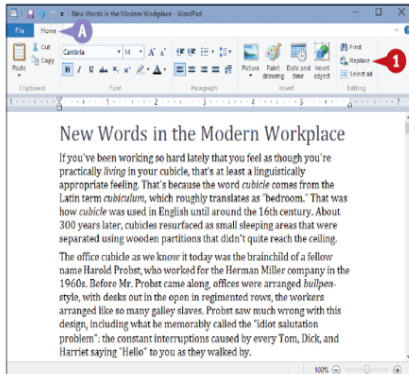 New Words in the Modern Workplace - WordPad
File Home A
Cut
Copy
Paste
Cambria 14 A A
B I U abc X₂ X² A
Clipboard Font Paragraph Insert Editing
Picture Paint drawing Date and time Insert object
Find
Replace 1
Select all
New Words in the Modern Workplace
If you've been working so hard lately that you feel as though you're
practically living in your cubicle, that's at least a linguistically
appropriate feeling. That's because the word cubicle comes from the
Latin term cubiculum, which roughly translates as "bedroom." That was
how cubicle was used in English until around the 16th century. About
300 years later, cubicles resurfaced as small sleeping areas that were
separated using wooden partitions that didn't quite reach the ceiling.
The office cubicle as we know it today was the brainchild of a fellow
name Harold Probst, who worked for the Herman Miller company in the
1960s. Before Mr. Probst came along, offices were arranged bullpen-
style, with desks out in the open in regimented rows, the workers
arranged like so many galley slaves. Probst saw much wrong with this
design, including what he memorably called the "idiot salutation
problem": the constant interruptions caused by every Tom, Dick, and
Harriet saying "Hello" to you as they walked by.
100%